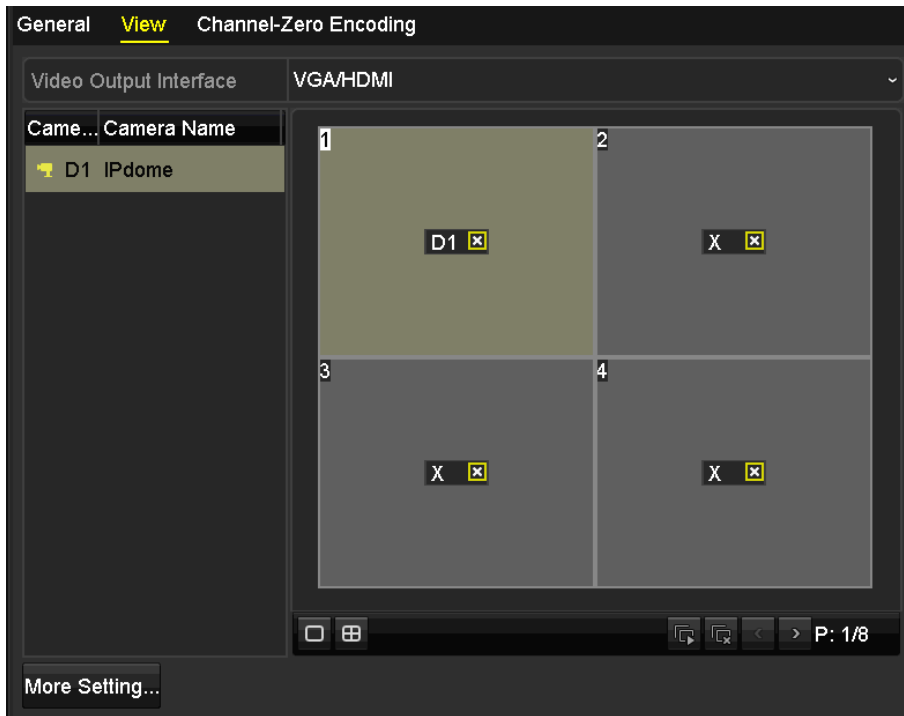 General View Channel-Zero Encoding
Video Output Interface VGA/HDMI
Came... Camera Name
D1 IPdome
1 2
D1 X
3 4
X X
P: 1/8
More Setting...